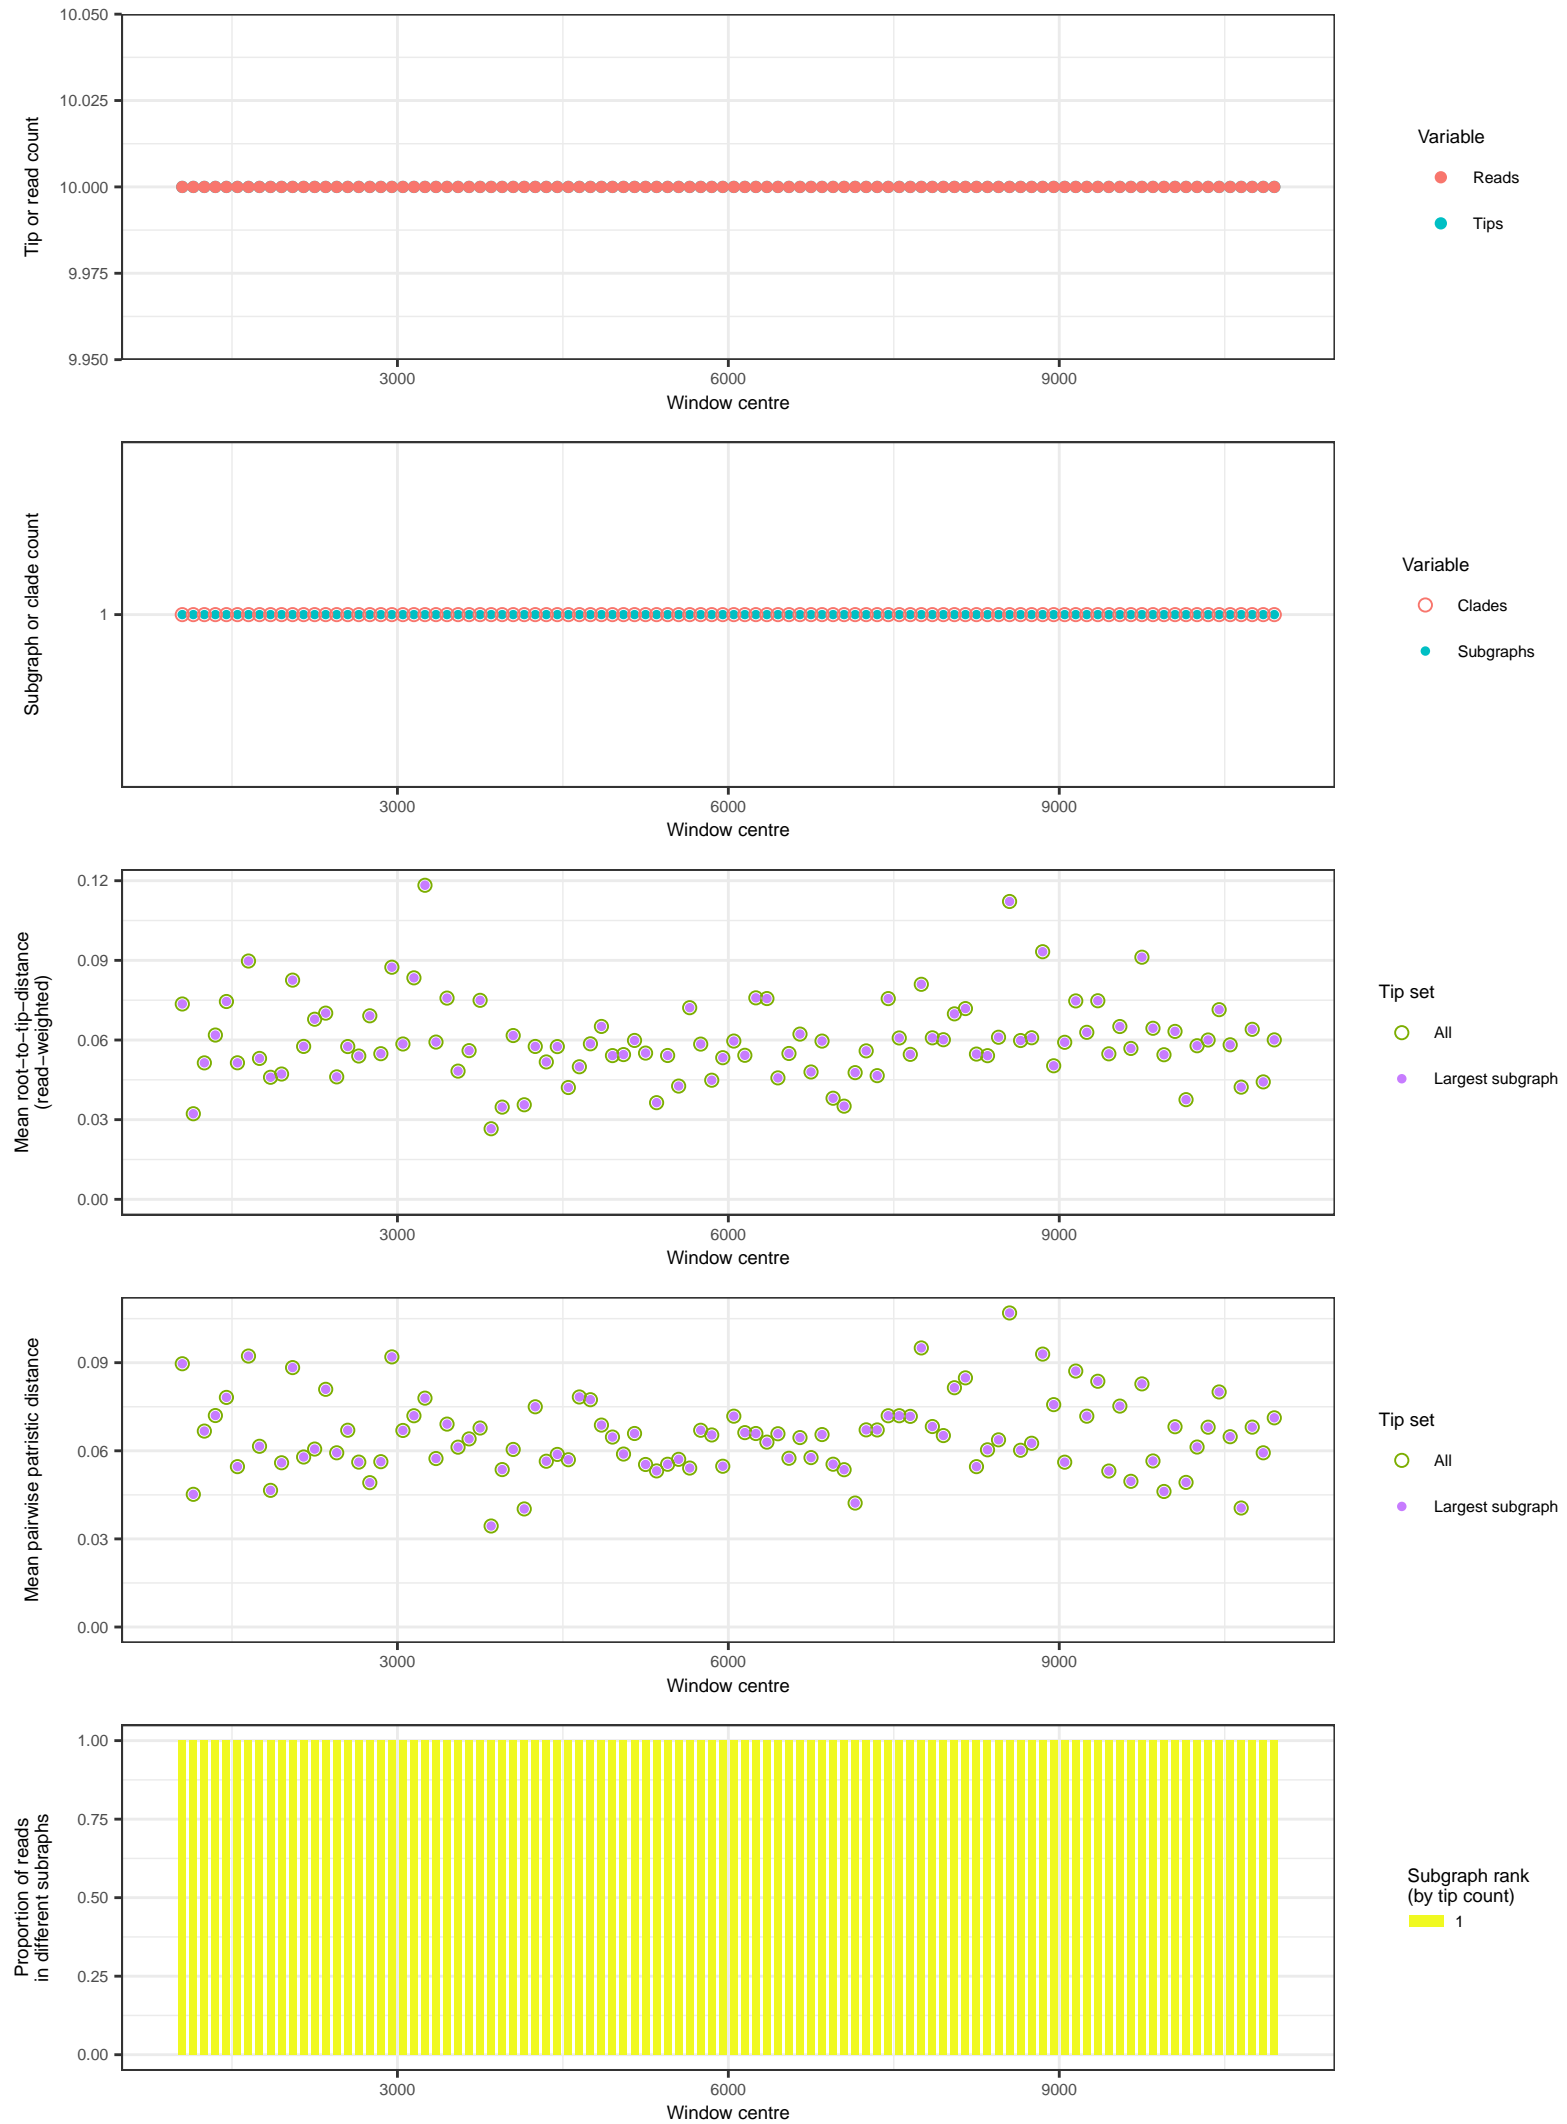 10.050
10.025
10.000
9.975
9.950
Tip or read count
3000 6000 9000
Window centre
Variable
Reads
Tips
1
Subgraph or clade count
3000 6000 9000
Window centre
Variable
Clades
Subgraphs
0.12
0.09
0.06
0.03
0.00
Mean root−to−tip−distance
(read−weighted)
3000 6000 9000
Window centre
Tip set
All
Largest subgraph
0.09
0.06
0.03
0.00
Mean pairwise patristic distance
3000 6000 9000
Window centre
Tip set
All
Largest subgraph
1.00
0.75
0.50
0.25
0.00
Proportion of reads
in different subraphs
3000 6000 9000
Window centre
Subgraph rank
(by tip count)
1